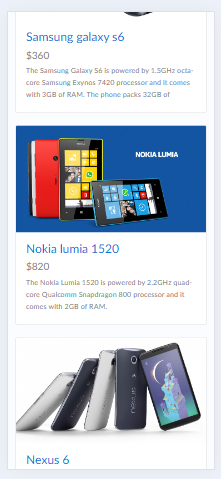 Samsung galaxy s6
$360
The Samsung Galaxy S6 is powered by 1.5GHz octa-
core Samsung Exynos 7420 processor and it comes
with 3GB of RAM. The phone packs 32GB of
NOKIA LUMIA
Nokia lumia 1520
$820
The Nokia Lumia 1520 is powered by 2.2GHz quad-
core Qualcomm Snapdragon 800 processor and it
comes with 2GB of RAM.
nexus
Nexus 6